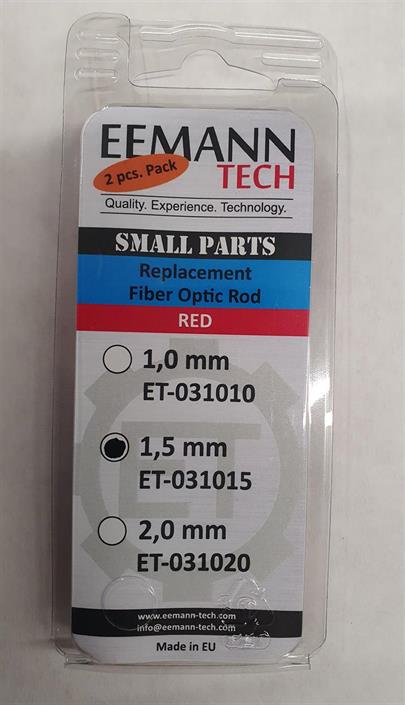 EEMANN
TECH
2 pcs. Pack
Quality. Experience. Technology.
SMALL PARTS
Replacement
Fiber Optic Rod
RED
1,0 mm
ET-031010
1,5 mm
ET-031015
2,0 mm
ET-031020
ET
www.eemann-tech.com
info@eemann-tech.com
Made in EU